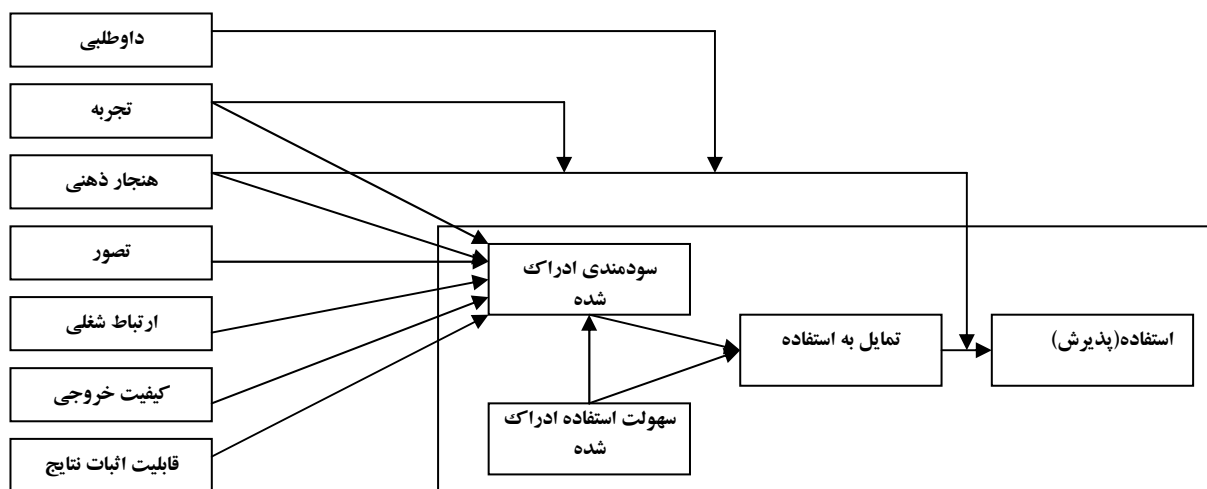 داوطلبی
تجربه
هنجار ذهنی
تصور
ارتباط شغلی
کیفیت خروجی
قابلیت اثبات نتایج
سودمندی ادراک
شده
سهولت استفاده ادراک
شده
تمایل به استفاده
استفاده(پذیرش)